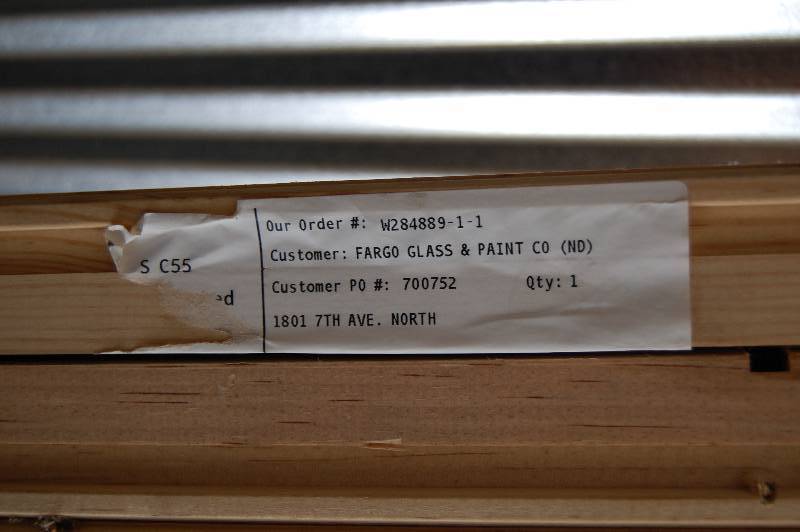 Our Order #: W284889-1-1
Customer: FARGO GLASS & PAINT CO (ND)
S C55
Customer PO #: 700752 Qty: 1
1801 7TH AVE. NORTH